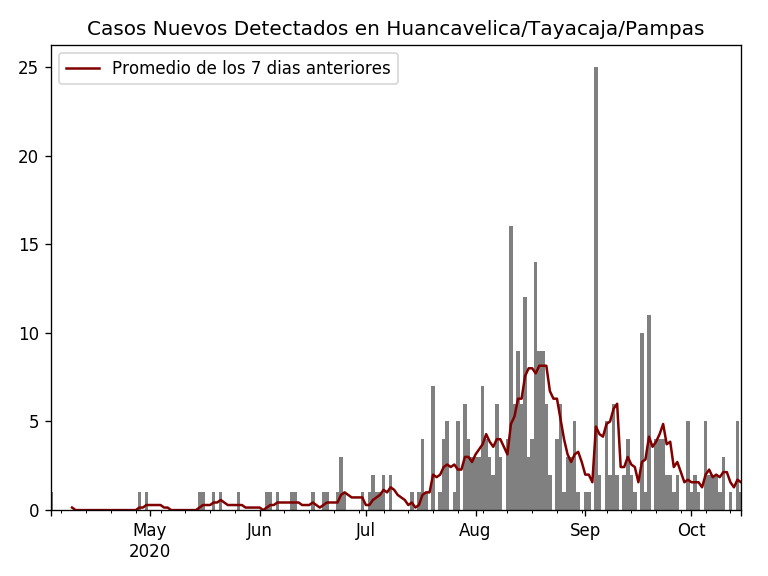 Casos Nuevos Detectados en Huancavelica/Tayacaja/Pampas
Promedio de los 7 dias anteriores
25
20
15
10
5
0
May Jun Jul Aug Sep Oct
2020